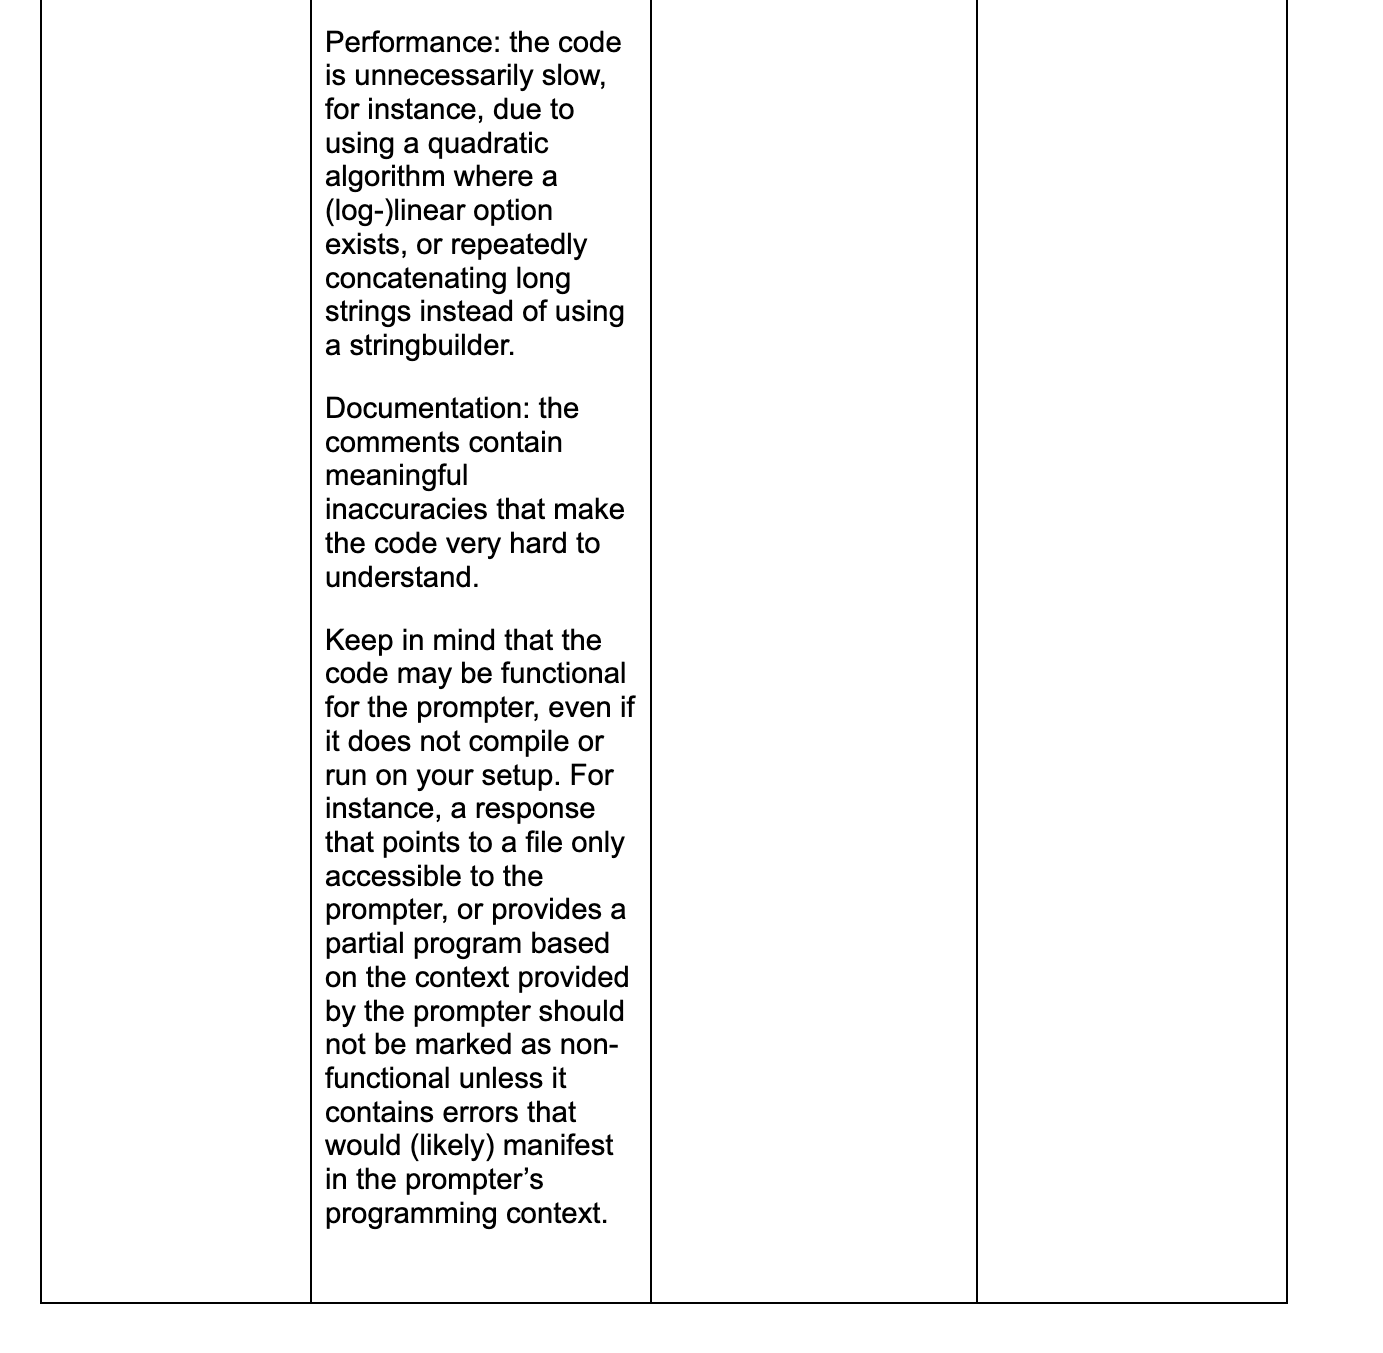 Performance: the code
is unnecessarily slow,
for instance, due to
using a quadratic
algorithm where a
(log-)linear option
exists, or repeatedly
concatenating long
strings instead of using
a stringbuilder.
Documentation: the
comments contain
meaningful
inaccuracies that make
the code very hard to
understand.
Keep in mind that the
code may be functional
for the prompter, even if
it does not compile or
run on your setup. For
instance, a response
that points to a file only
accessible to the
prompter, or provides a
partial program based
on the context provided
by the prompter should
not be marked as non-
functional unless it
contains errors that
would (likely) manifest
in the prompter’s
programming context.